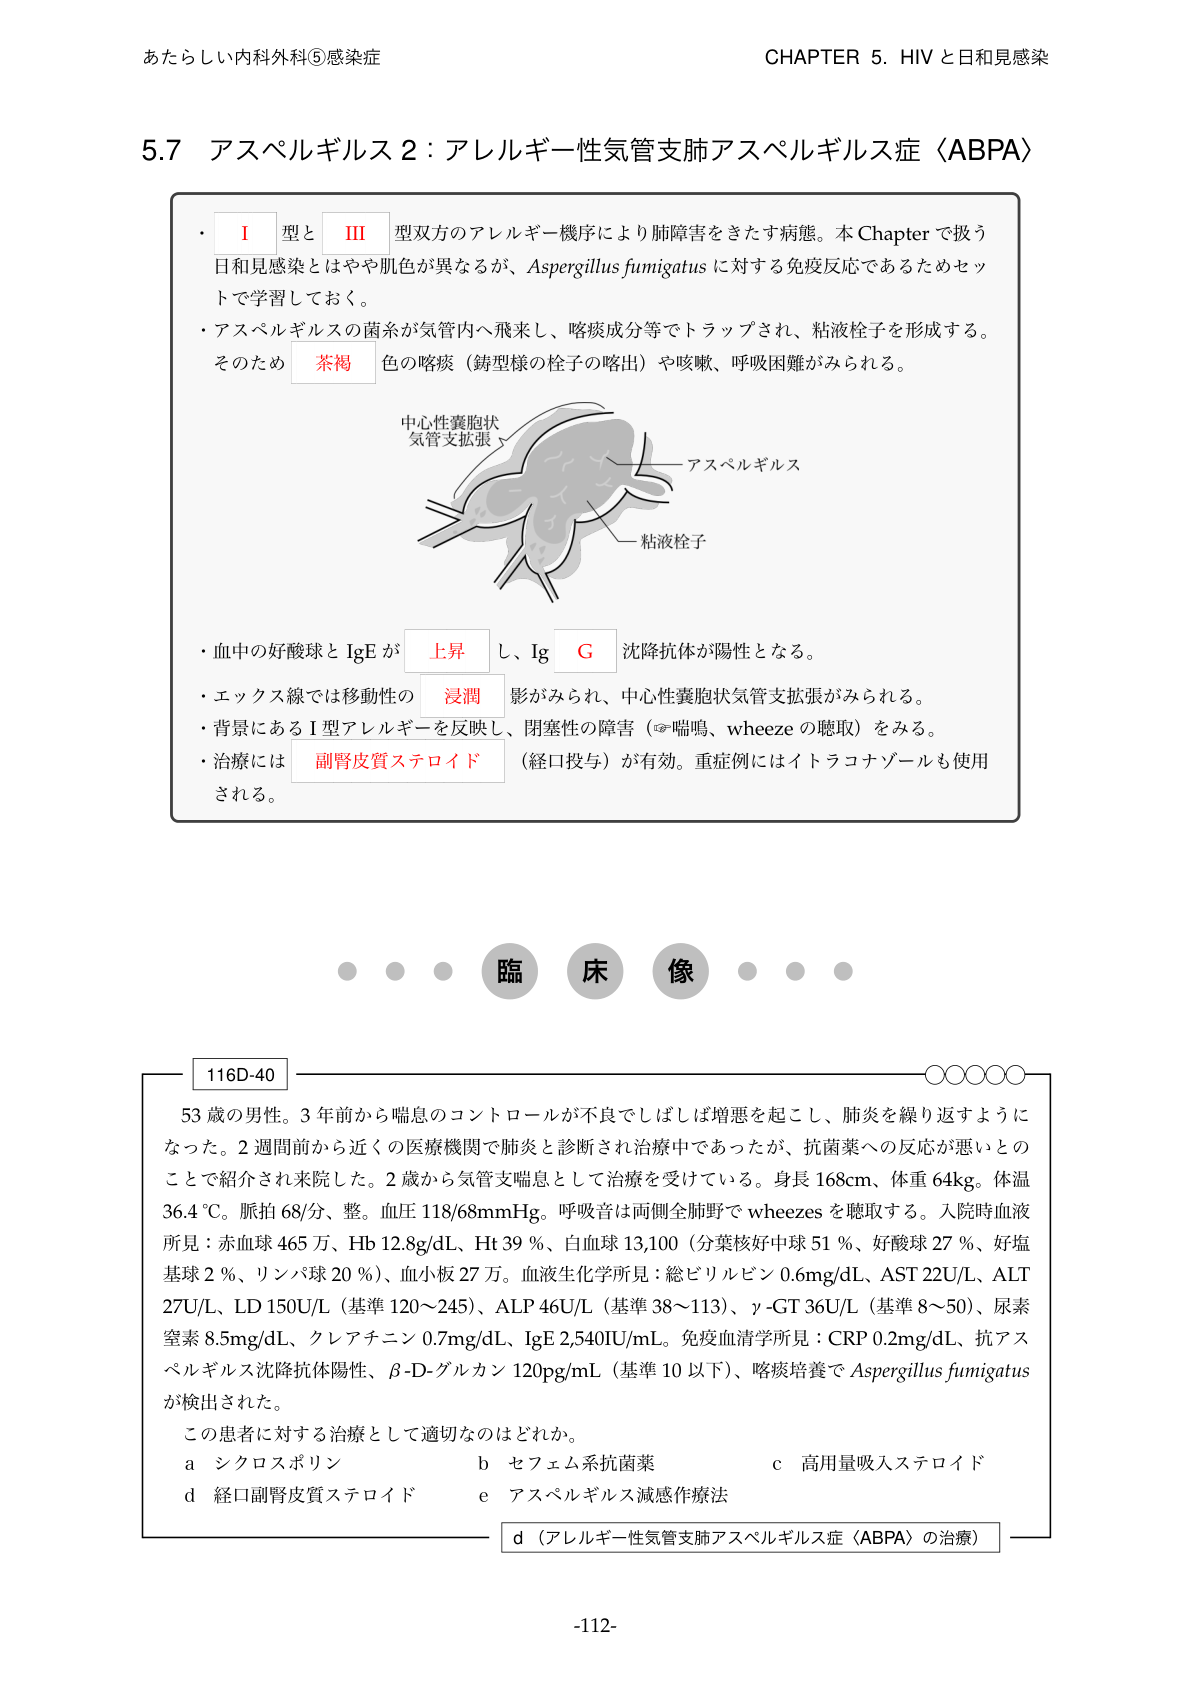 あたらしい内科外科⑤感染症 CHAPTER 5. HIV と日和見感染
5.7 アスペルギルス 2：アレルギー性気管支肺アスペルギルス症〈ABPA〉
・ I 型と III 型双方のアレルギー機序により肺障害をきたす病態。本 Chapter で扱う
日和見感染とはやや肌色が異なるが、Aspergillus fumigatus に対する免疫反応であるためセッ
トで学習しておく。
・アスペルギルスの菌糸が気管内へ飛来し、喀痰成分等でトラップされ、粘液栓子を形成する。
そのため 茶褐 色の喀痰（鋳型様の栓子の喀出）や咳嗽、呼吸困難がみられる。
中心性嚢胞状
気管支拡張
アスペルギルス
粘液栓子
・血中の好酸球と IgE が 上昇 し、Ig G 沈降抗体が陽性となる。
・エックス線では移動性の 浸潤 影がみられ、中心性嚢胞状気管支拡張がみられる。
・背景にある I 型アレルギーを反映し、閉塞性の障害（☞喘鳴、wheeze の聴取）をみる。
・治療には 副腎皮質ステロイド （経口投与）が有効。重症例にはイトラコナゾールも使用
される。
臨 床 像
116D-40
53 歳の男性。3 年前から喘息のコントロールが不良でしばしば増悪を起こし、肺炎を繰り返すように
なった。2 週間前から近くの医療機関で肺炎と診断され治療中であったが、抗菌薬への反応が悪いとの
ことで紹介され来院した。2 歳から気管支喘息として治療を受けている。身長 168cm、体重 64kg。体温
36.4 ℃。脈拍 68/分、整。血圧 118/68mmHg。呼吸音は両側全肺野で wheezes を聴取する。入院時血液
所見：赤血球 465 万、Hb 12.8g/dL、Ht 39 %、白血球 13,100（分葉核好中球 51 %、好酸球 27 %、好塩
基球 2 %、リンパ球 20 %）、血小板 27 万。血液生化学所見：総ビリルビン 0.6mg/dL、AST 22U/L、ALT
27U/L、LD 150U/L（基準 120〜245）、ALP 46U/L（基準 38〜113）、γ-GT 36U/L（基準 8〜50）、尿素
窒素 8.5mg/dL、クレアチニン 0.7mg/dL、IgE 2,540IU/mL。免疫血清学所見：CRP 0.2mg/dL、抗アス
ペルギルス沈降抗体陽性、β-D-グルカン 120pg/mL（基準 10 以下）、喀痰培養で Aspergillus fumigatus
が検出された。
この患者に対する治療として適切なのはどれか。
a シクロスポリン b セフェム系抗菌薬 c 高用量吸入ステロイド
d 経口副腎皮質ステロイド e アスペルギルス減感作療法
d （アレルギー性気管支肺アスペルギルス症〈ABPA〉の治療）
-112-